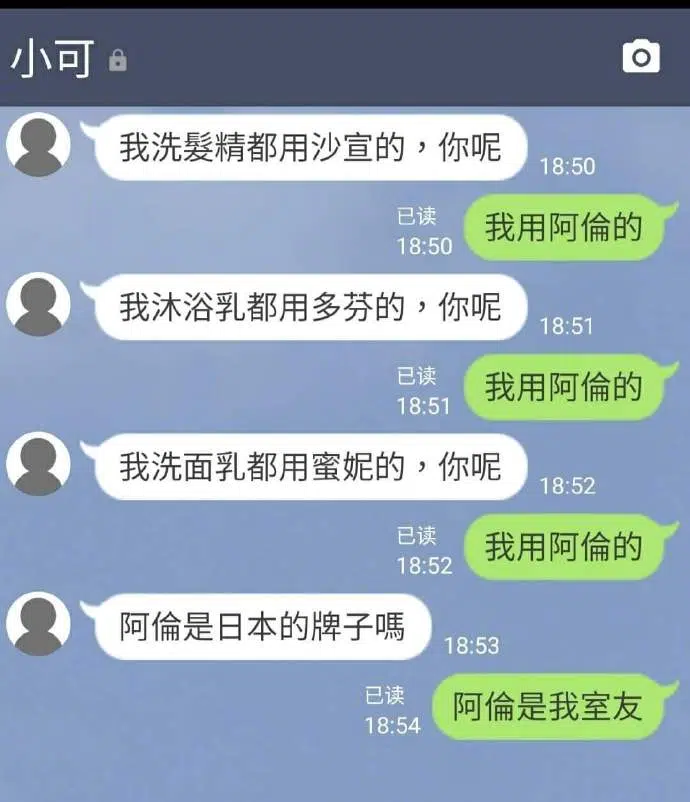 小可
我洗髮精都用沙宣的，你呢
18:50
已读
18:50
我用阿倫的
我沐浴乳都用多芬的，你呢
18:51
已读
18:51
我用阿倫的
我洗面乳都用蜜妮的，你呢
18:52
已读
18:52
我用阿倫的
阿倫是日本的牌子嗎
18:53
已读
18:54
阿倫是我室友